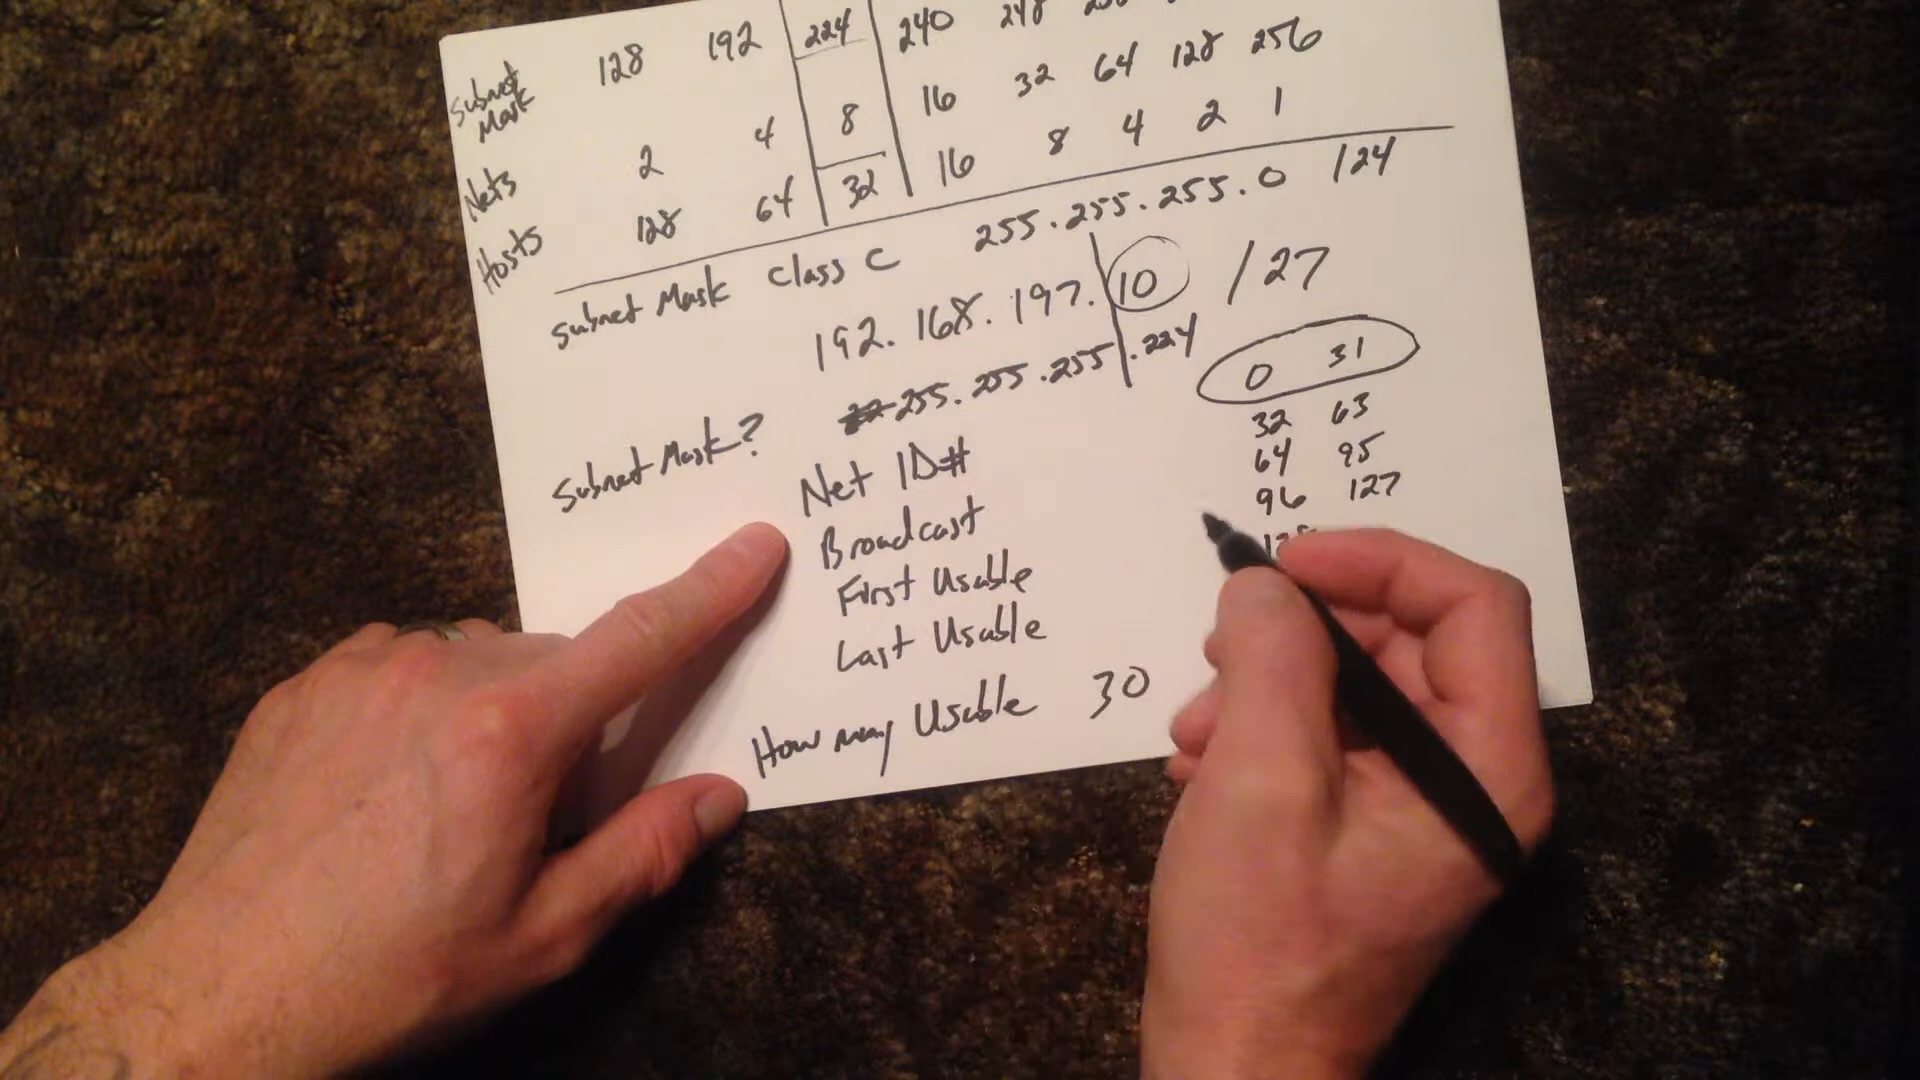 Subnet Mask 128 192 224 240 248
Nets 2 4 8 16 32 64 128 256
Hosts 128 64 32 16 8 4 2 1
Subnet Mask Class C 255.255.255.0 /24
192.168.197.10 /27
Subnet Mask? 255.255.255.224
0 31
32 63
64 95
96 127
Net ID#
Broadcast
First Usable
Last Usable
How many Usable 30